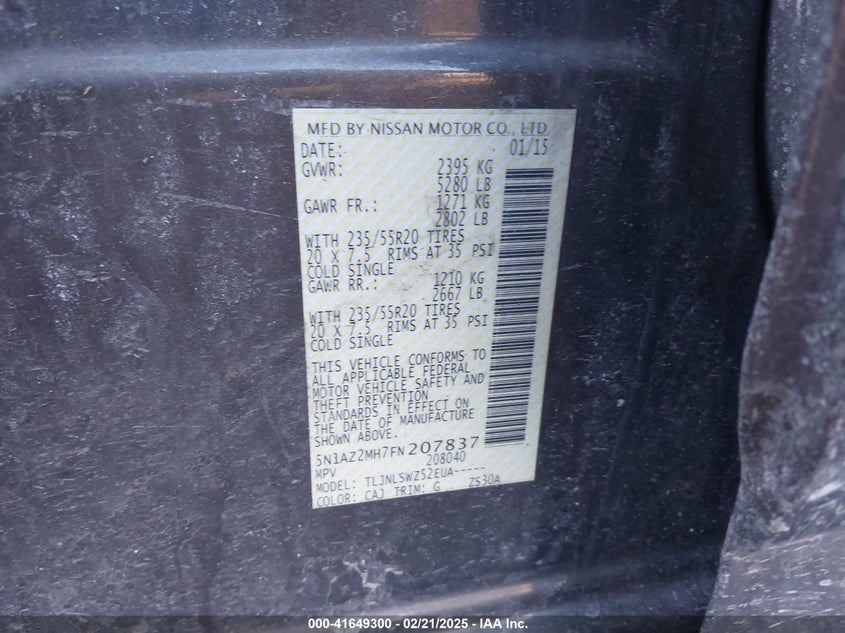 MFD BY NISSAN MOTOR CO., LTD.
DATE: 01/15
GVWR: 2395 KG
5280 LB
GAWR FR.: 1271 KG
2802 LB
WITH 235/55R20 TIRES
20 X 7.5 RIMS AT 35 PSI
COLD SINGLE
GAWR RR.: 1210 KG
2667 LB
WITH 235/55R20 TIRES
20 X 7.5 RIMS AT 35 PSI
COLD SINGLE
THIS VEHICLE CONFORMS TO
ALL APPLICABLE FEDERAL
MOTOR VEHICLE SAFETY AND
THEFT PREVENTION
STANDARDS IN EFFECT ON
THE DATE OF MANUFACTURE
SHOWN ABOVE.
5N1AZ2MH7FN207837
MPV 208040
MODEL: TLJNLSWZ52EUA-----
COLOR: CAJ TRIM: G ZS30A
000-41649300 - 02/21/2025 - IAA Inc.